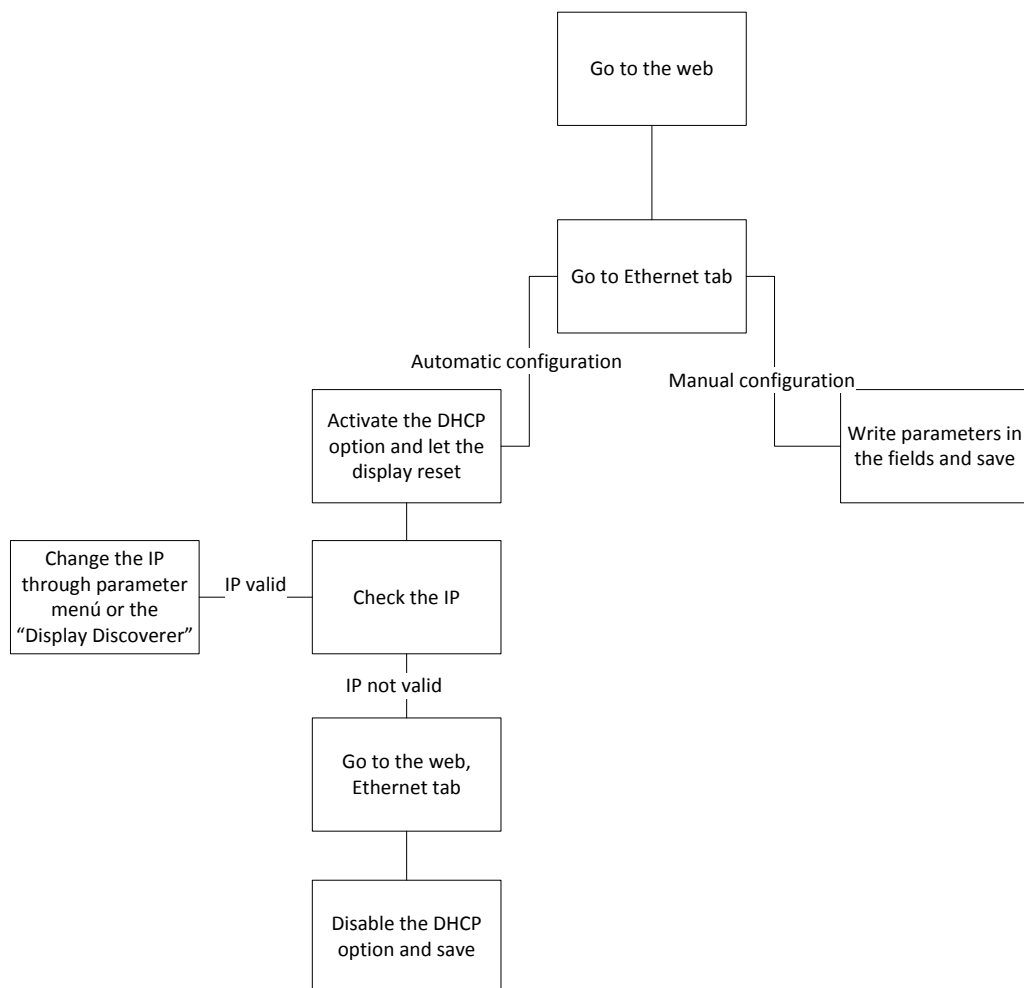 Go to the web
Go to Ethernet tab
Automatic configuration
Manual configuration
Activate the DHCP
option and let the
display reset
Write parameters in
the fields and save
Change the IP
through parameter
menú or the
“Display Discoverer”
IP valid
Check the IP
IP not valid
Go to the web,
Ethernet tab
Disable the DHCP
option and save